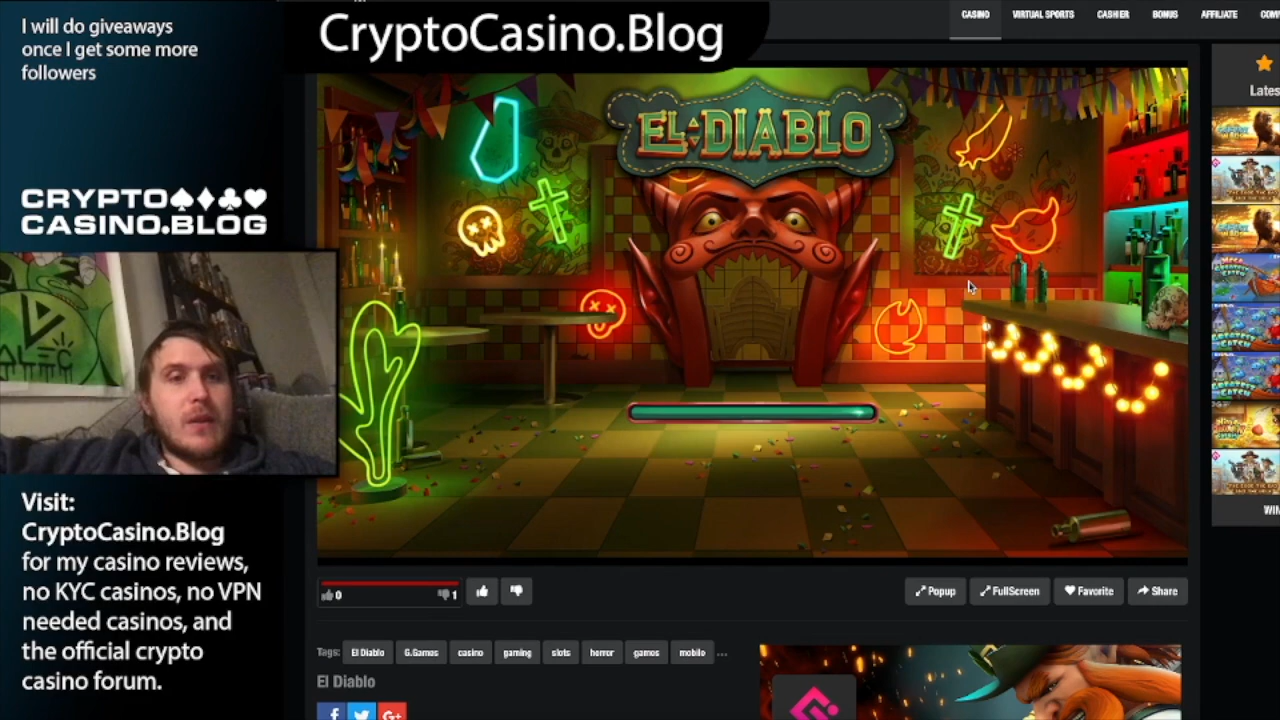 I will do giveaways
once I get some more
followers
CryptoCasino.Blog
CASINO
VIRTUAL SPORTS
CASHIER
BONUS
AFFILIATE
Lates
CRYPTO
CASINO.BLOG
EL DIABLO
Visit:
CryptoCasino.Blog
for my casino reviews,
no KYC casinos, no VPN
needed casinos, and
the official crypto
casino forum.
0
1
Popup
FullScreen
Favorite
Share
WIN
Tags: El Diablo G.Games casino gaming slots horror games mobile ...
El Diablo
f G+